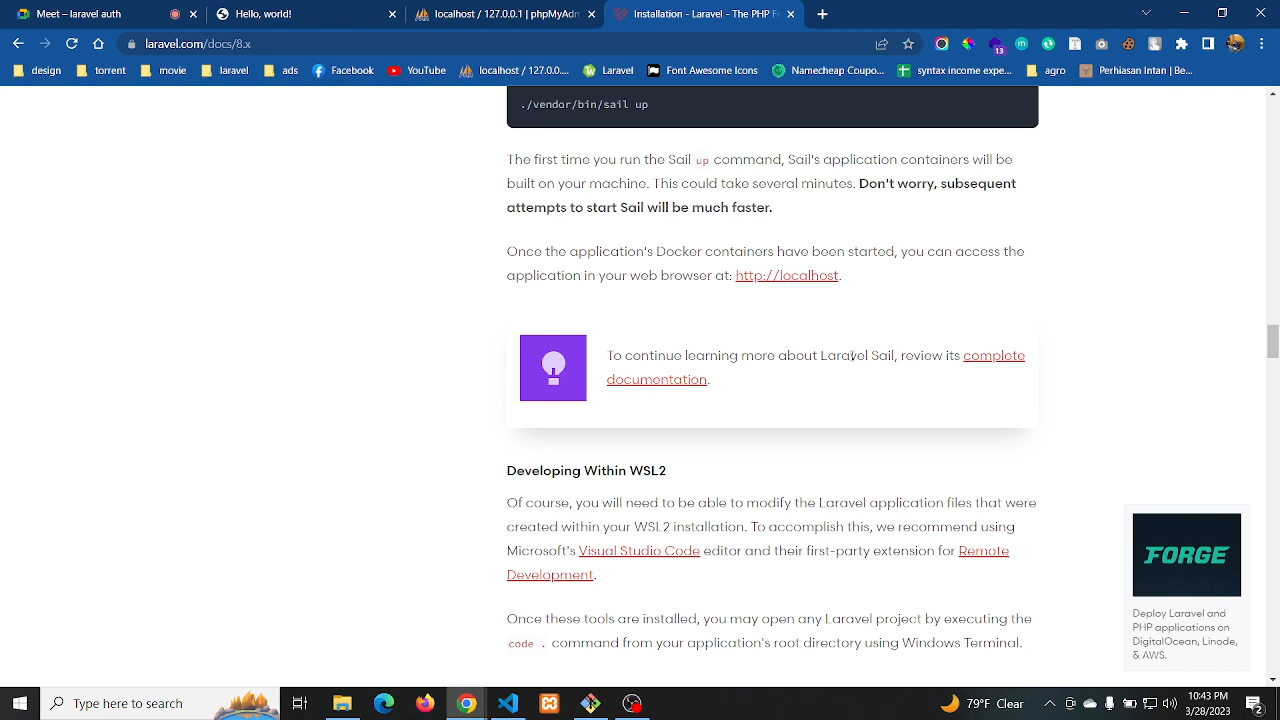 Meet – laravel auth
Hello, world!
localhost / 127.0.0.1 | phpMyAdm
Installation - Laravel - The PHP Fr
laravel.com/docs/8.x
13
design
torrent
movie
laravel
ads
Facebook
YouTube
localhost / 127.0.0....
Laravel
Font Awesome Icons
Namecheap Coupo...
syntax income expe...
agro
Perhiasan Intan | Be...
./vendor/bin/sail up
The first time you run the Sail up command, Sail's application containers will be
built on your machine. This could take several minutes. Don't worry, subsequent
attempts to start Sail will be much faster.
Once the application's Docker containers have been started, you can access the
application in your web browser at: http://localhost.
To continue learning more about Laravel Sail, review its complete
documentation.
Developing Within WSL2
Of course, you will need to be able to modify the Laravel application files that were
created within your WSL2 installation. To accomplish this, we recommend using
Microsoft's Visual Studio Code editor and their first-party extension for Remote
Development.
Once these tools are installed, you may open any Laravel project by executing the
code . command from your application's root directory using Windows Terminal.
FORGE
Deploy Laravel and
PHP applications on
DigitalOcean, Linode,
& AWS.
Type here to search
79°F Clear
10:43 PM
3/28/2023
2